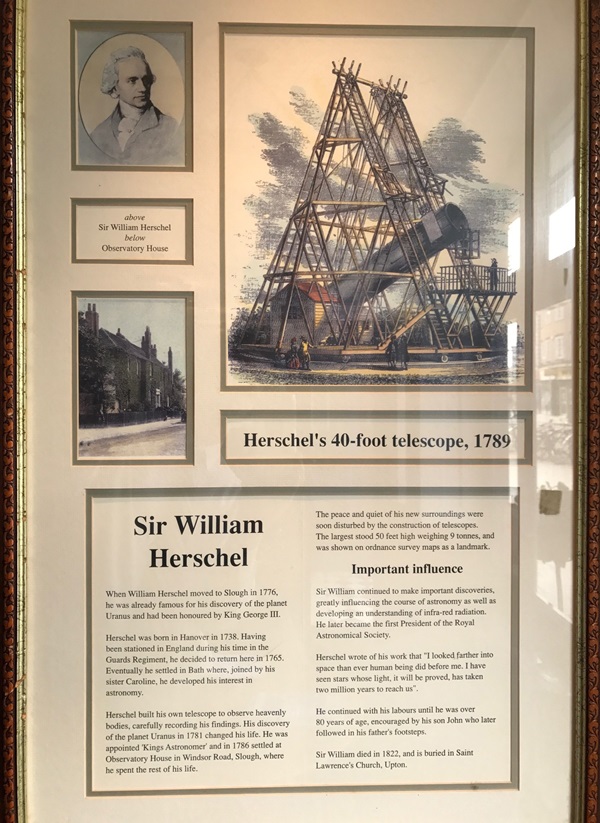 above
Sir William Herschel
below
Observatory House
Herschel's 40-foot telescope, 1789
Sir William
Herschel
When William Herschel moved to Slough in 1776,
he was already famous for his discovery of the planet
Uranus and had been honoured by King George III.
Herschel was born in Hanover in 1738. Having
been stationed in England during his time in the
Guards Regiment, he decided to return here in 1765.
Eventually he settled in Bath where, joined by his
sister Caroline, he developed his interest in
astronomy.
Herschel built his own telescope to observe heavenly
bodies, carefully recording his findings. His discovery
of the planet Uranus in 1781 changed his life. He was
appointed 'Kings Astronomer' and in 1786 settled at
Observatory House in Windsor Road, Slough, where
he spent the rest of his life.
The peace and quiet of his new surroundings were
soon disturbed by the construction of telescopes.
The largest stood 50 feet high weighing 9 tonnes, and
was shown on ordnance survey maps as a landmark.
Important influence
Sir William continued to make important discoveries,
greatly influencing the course of astronomy as well as
developing an understanding of infra-red radiation.
He later became the first President of the Royal
Astronomical Society.
Herschel wrote of his work that "I looked farther into
space than ever human being did before me. I have
seen stars whose light, it will be proved, has taken
two million years to reach us".
He continued with his labours until he was over
80 years of age, encouraged by his son John who later
followed in his father's footsteps.
Sir William died in 1822, and is buried in Saint
Lawrence's Church, Upton.